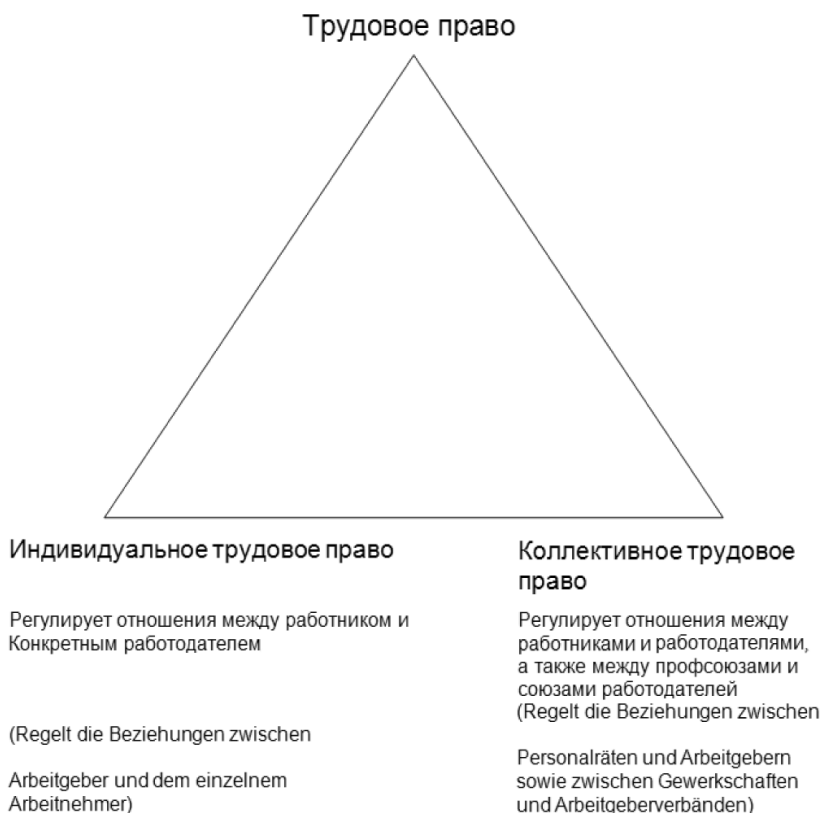 Трудовое право
Индивидуальное трудовое право
Регулирует отношения между работником и
Конкретным работодателем
(Regelt die Beziehungen zwischen
Arbeitgeber und dem einzelnem
Arbeitnehmer)
Коллективное трудовое
право
Регулирует отношения между
работниками и работодателями,
а также между профсоюзами и
союзами работодателей
(Regelt die Beziehungen zwischen
Personalräten und Arbeitgebern
sowie zwischen Gewerkschaften
und Arbeitgeberverbänden)